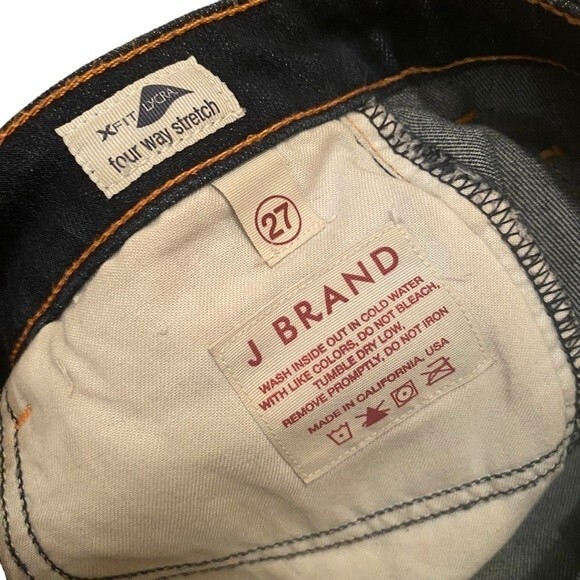 XFIT LYCRA
four way stretch
27
J BRAND
WASH INSIDE OUT IN COLD WATER
WITH LIKE COLORS, DO NOT BLEACH,
TUMBLE DRY LOW,
REMOVE PROMPTLY, DO NOT IRON
MADE IN CALIFORNIA, USA